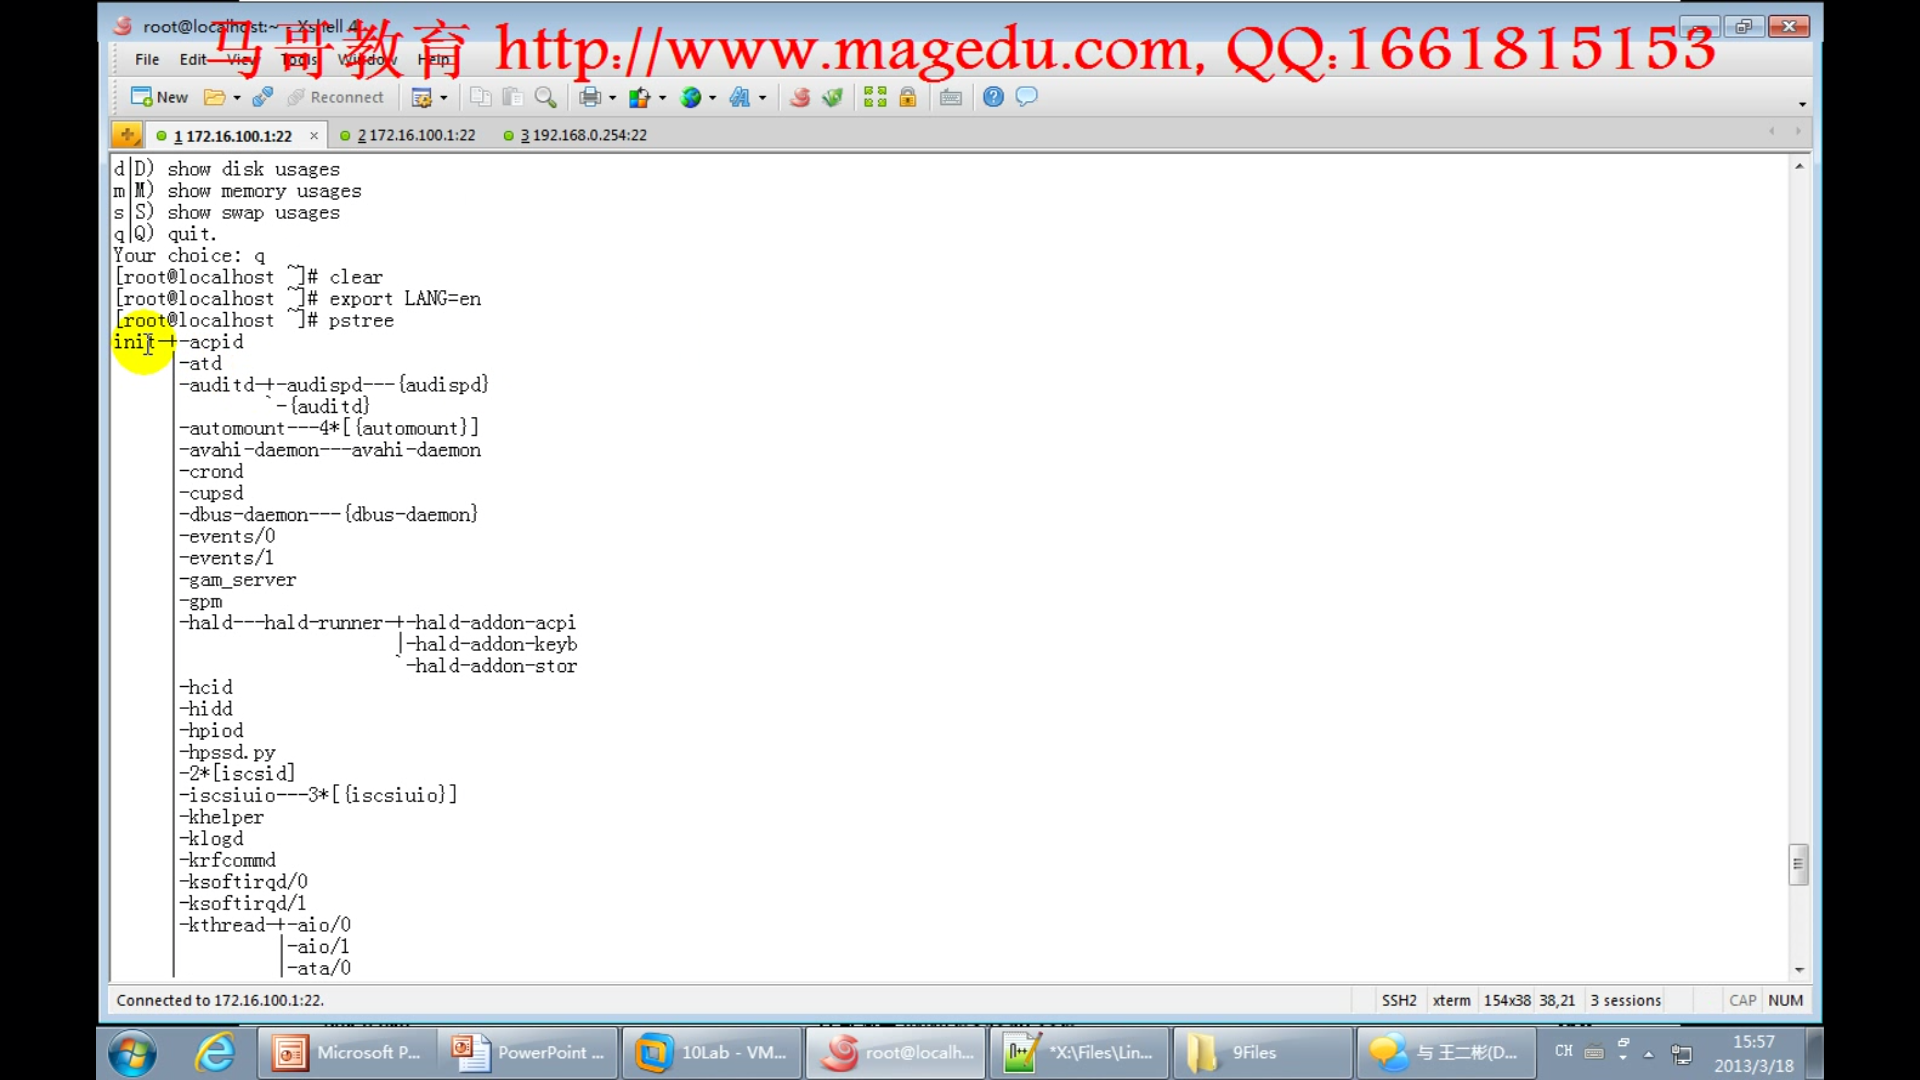 root@localhost:~ - Xshell 4
马哥教育 http://www.magedu.com, QQ:1661815153
File Edit View Tools Window Help
New Reconnect
1 172.16.100.1:22 2 172.16.100.1:22 3 192.168.0.254:22
d|D) show disk usages
m|M) show memory usages
s|S) show swap usages
q|Q) quit.
Your choice: q
[root@localhost ~]# clear
[root@localhost ~]# export LANG=en
[root@localhost ~]# pstree
init-+-acpid
     |-atd
     |-auditd-+-audispd---{audispd}
     |        `-{auditd}
     |-automount---4*[{automount}]
     |-avahi-daemon---avahi-daemon
     |-crond
     |-cupsd
     |-dbus-daemon---{dbus-daemon}
     |-events/0
     |-events/1
     |-gam_server
     |-gpm
     |-hald---hald-runner-+-hald-addon-acpi
     |                    |-hald-addon-keyb
     |                    `-hald-addon-stor
     |-hcid
     |-hidd
     |-hpiod
     |-hpssd.py
     |-2*[iscsid]
     |-iscsiuio---3*[{iscsiuio}]
     |-khelper
     |-klogd
     |-krfcommd
     |-ksoftirqd/0
     |-ksoftirqd/1
     |-kthread-+-aio/0
     |         |-aio/1
     |         |-ata/0
Connected to 172.16.100.1:22. SSH2 xterm 154x38 38,21 3 sessions CAP NUM
Microsoft P... PowerPoint ... 10Lab - VM... root@localh... *X:\Files\Lin... 9Files 与 王二彬(D... CH 15:57
2013/3/18